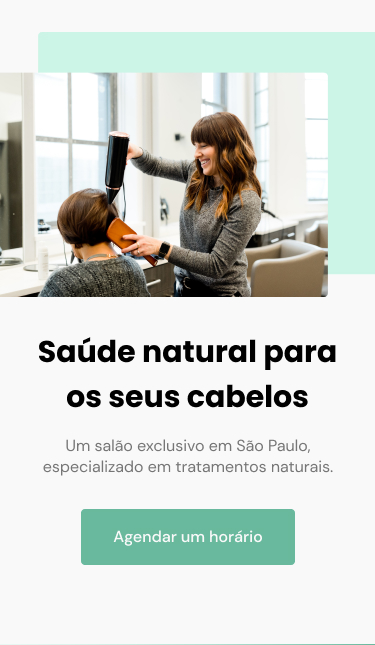 Saúde natural para
os seus cabelos
Um salão exclusivo em São Paulo,
especializado em tratamentos naturais.
Agendar um horário